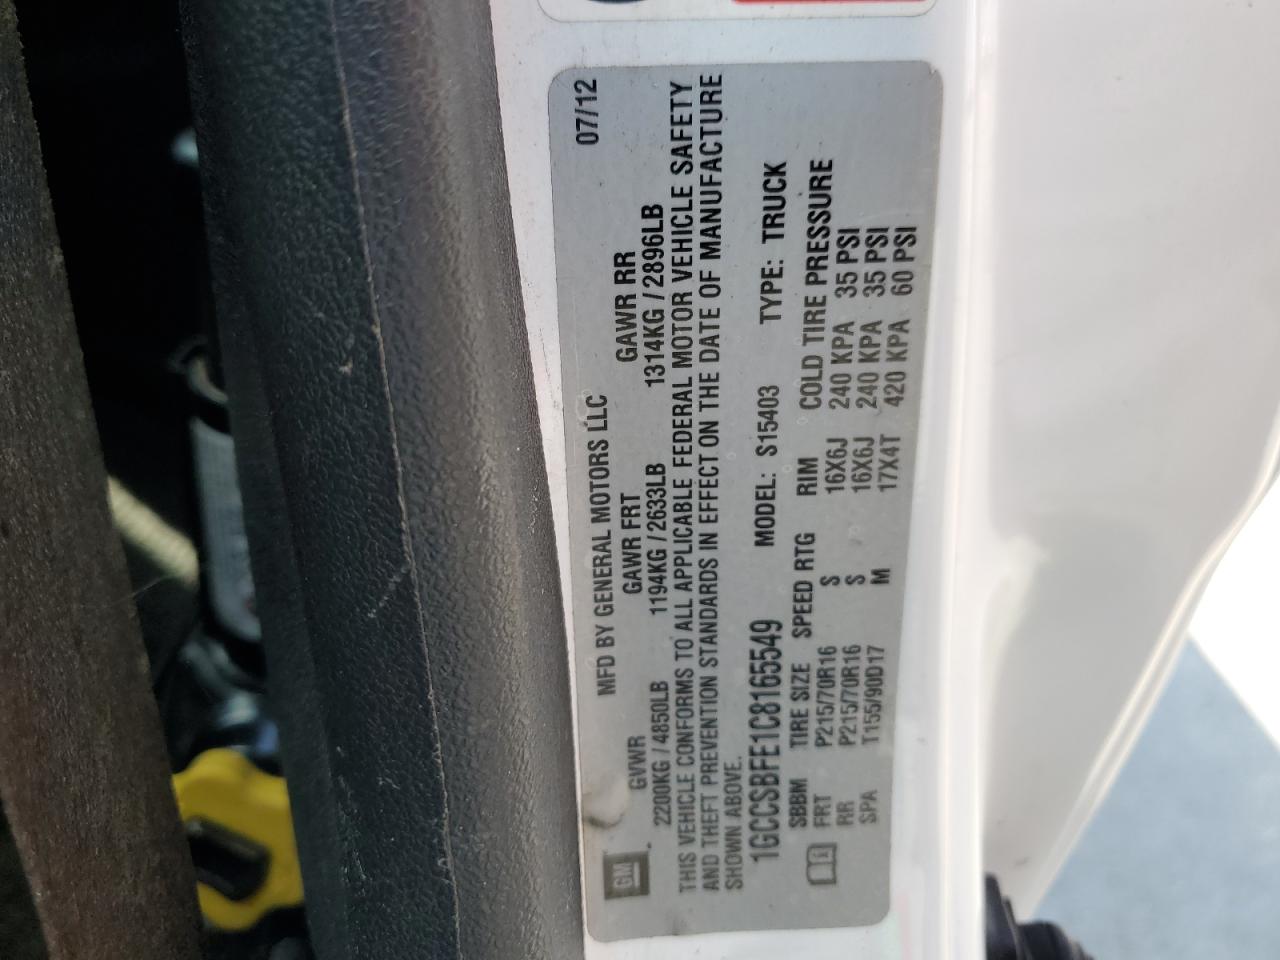 07/12
MFD BY GENERAL MOTORS LLC
GVWR GAWR FRT GAWR RR
GM 2200KG / 4850LB 1194KG / 2633LB 1314KG / 2896LB
THIS VEHICLE CONFORMS TO ALL APPLICABLE FEDERAL MOTOR VEHICLE SAFETY
AND THEFT PREVENTION STANDARDS IN EFFECT ON THE DATE OF MANUFACTURE
SHOWN ABOVE.
1GCCSBFE1C8165549 MODEL: S15403 TYPE: TRUCK
SBBM TIRE SIZE SPEED RTG RIM COLD TIRE PRESSURE
FRT P215/70R16 S 16X6J 240 KPA 35 PSI
RR P215/70R16 S 16X6J 240 KPA 35 PSI
SPA T155/90D17 M 17X4T 420 KPA 60 PSI